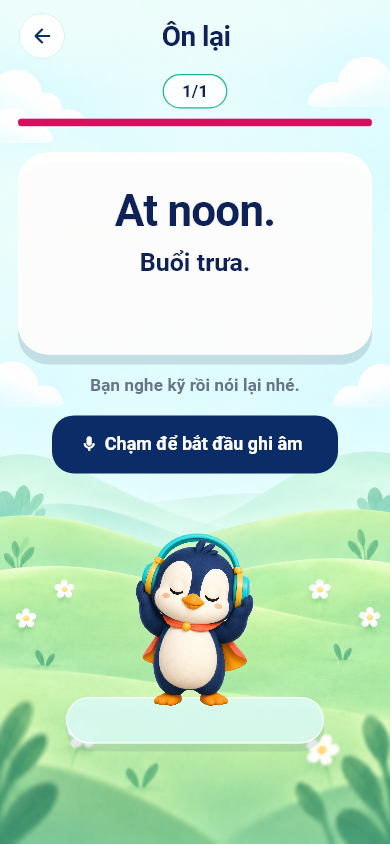 Ôn lại
1/1
At noon.
Buổi trưa.
Bạn nghe kỹ rồi nói lại nhé.
Chạm để bắt đầu ghi âm